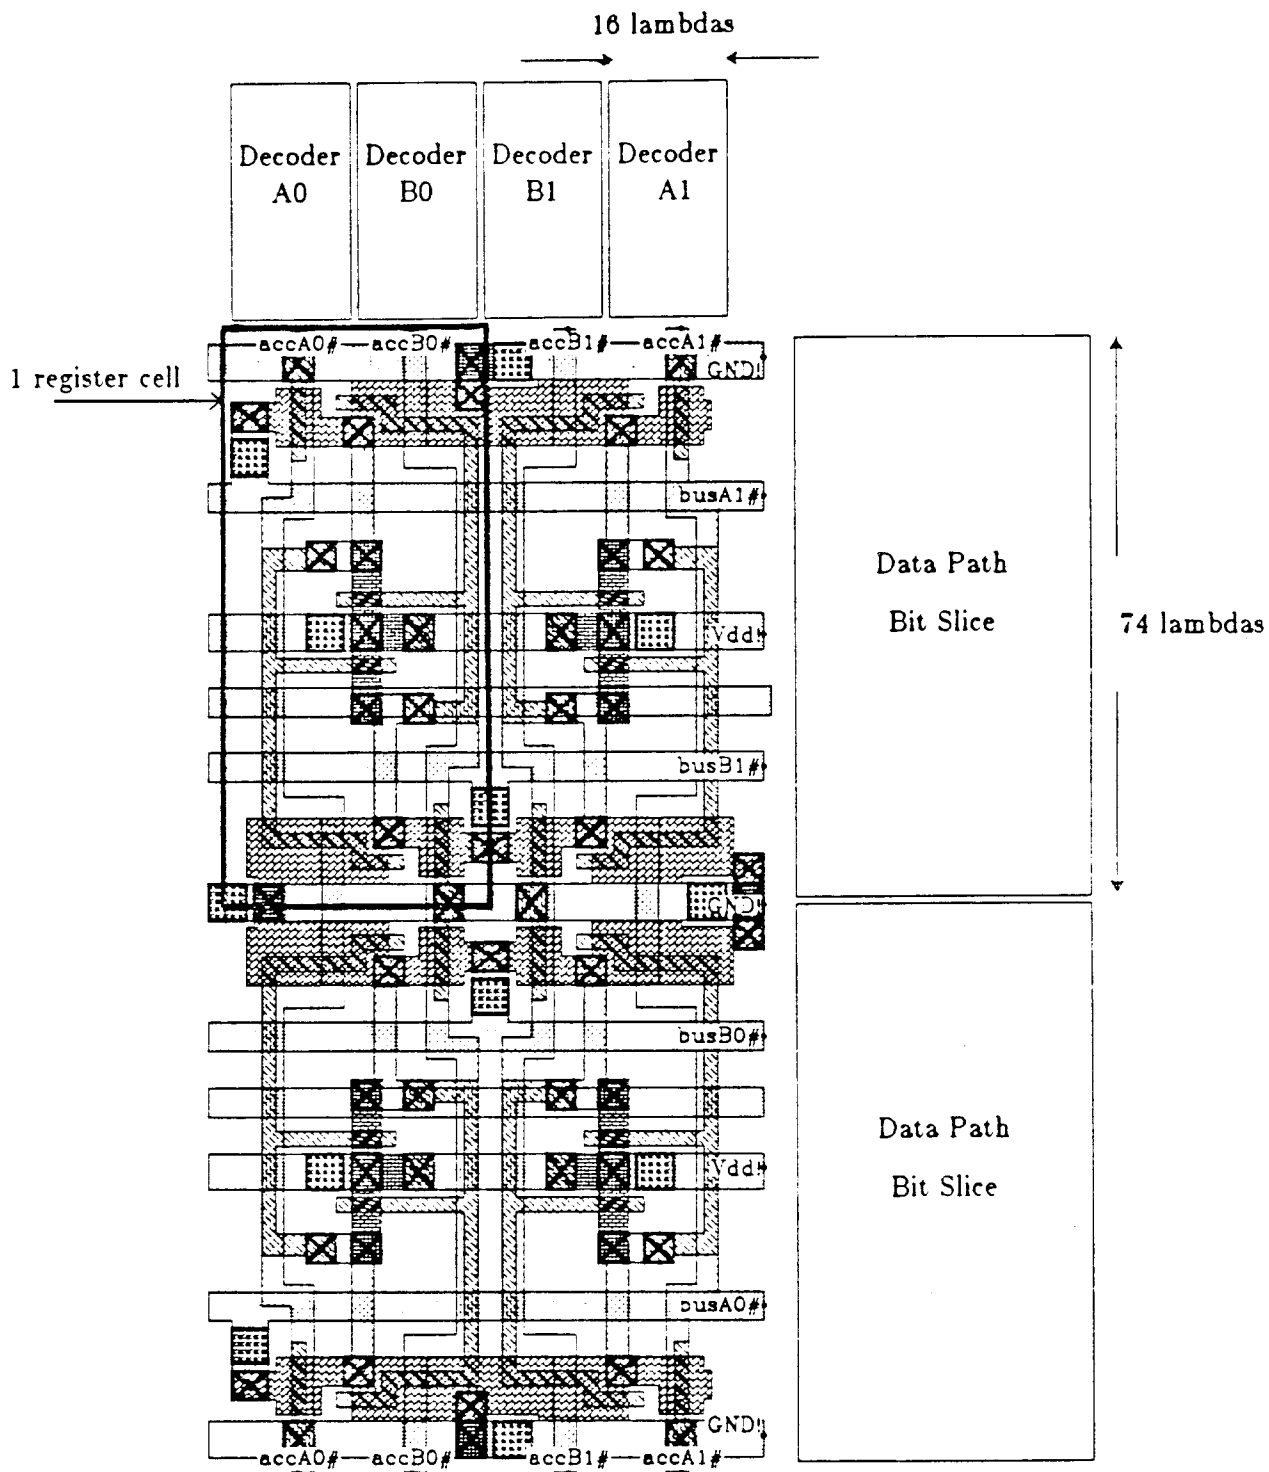 16 lambdas
Decoder A0
Decoder B0
Decoder B1
Decoder A1
accA0# accB0# accB1# accA1#
GND!
1 register cell
busA1#
Data Path
Bit Slice
Vdd!
74 lambdas
busB1#
GND!
busB0#
Data Path
Bit Slice
Vdd!
busA0#
GND!
accA0# accB0# accB1# accA1#